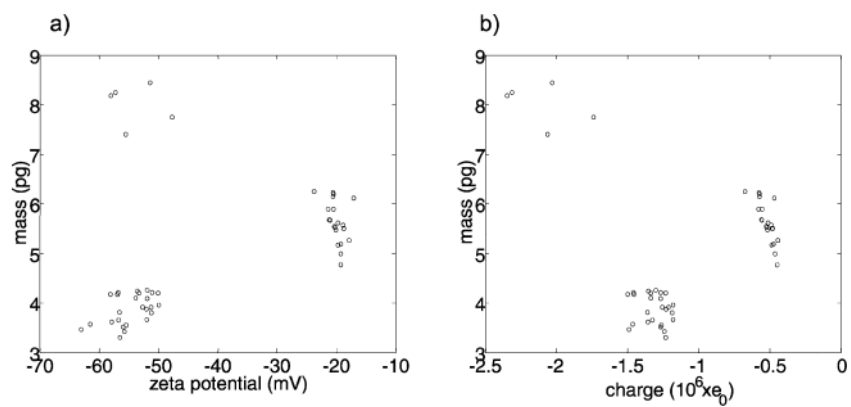 a)
9
8
7
6
5
4
3
mass (pg)
-70 -60 -50 -40 -30 -20 -10
zeta potential (mV)
b)
9
8
7
6
5
4
3
mass (pg)
-2.5 -2 -1.5 -1 -0.5 0
charge (10⁶xe₀)